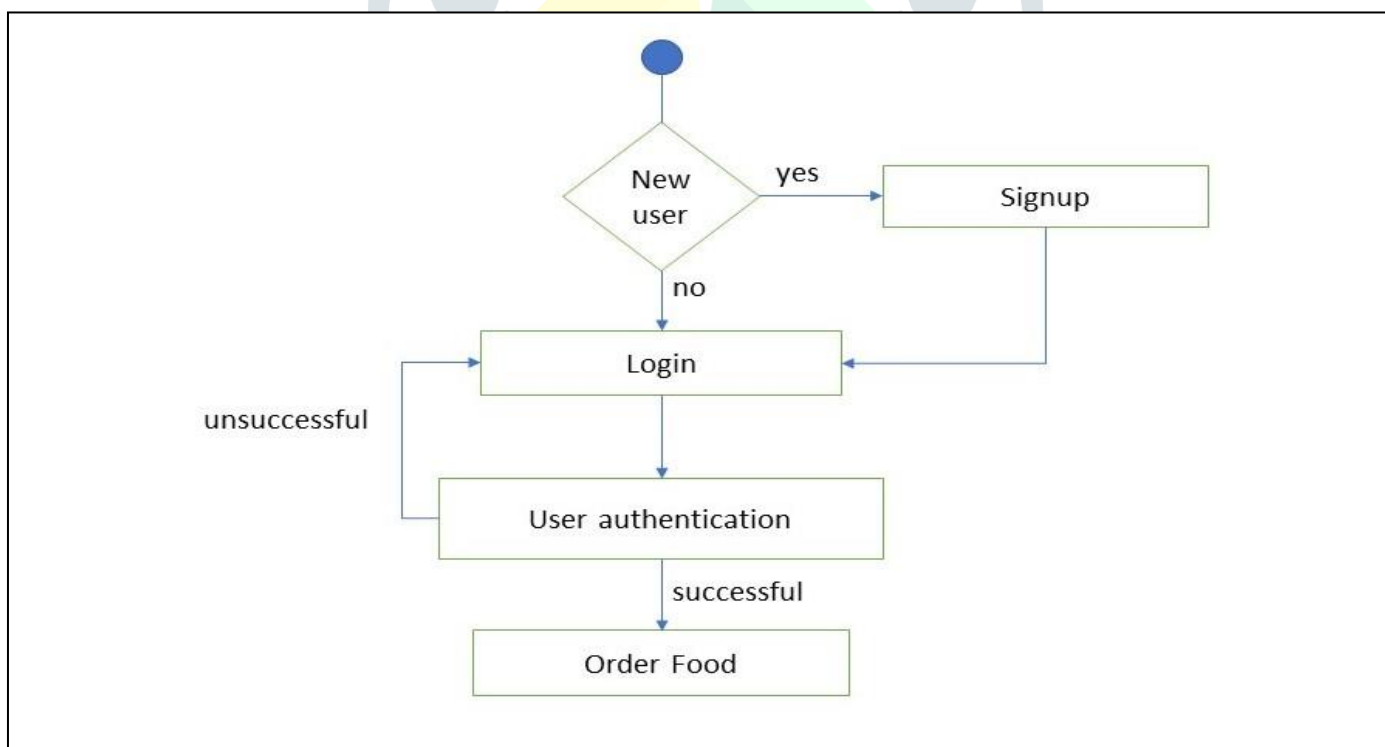 New
user
yes
Signup
no
Login
unsuccessful
User authentication
successful
Order Food